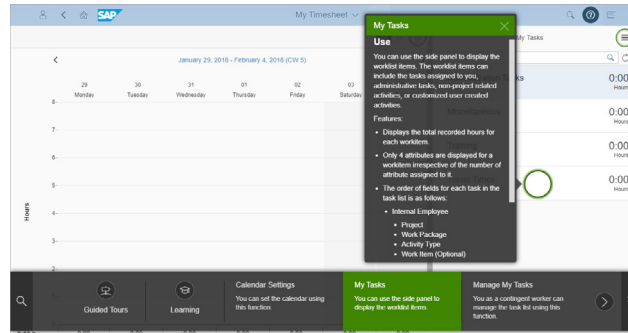 SAP
My Timesheet
My Tasks
Use
You can use the side panel to display the
worklist items. The worklist items can
include the tasks assigned to you,
administrative tasks, non-project related
activities, or customized user created
activities.
Features:
• Displays the total recorded hours for
each workitem.
• Only 4 attributes are displayed for a
workitem irrespective of the number of
attribute assigned to it.
• The order of fields for each task in the
task list is as follows:
• Internal Employee
• Project
• Work Package
• Activity Type
• Work Item (Optional)
My Tasks
0:00
Hours
0:00
Hours
0:00
Hours
0:00
Hours
January 29, 2018 - February 4, 2018 (CW 5)
29 30 31 01 02 03
Monday Tuesday Wednesday Thursday Friday Saturday
8
7
6
5
4
3
2
Hours
Guided Tours
Learning
Calendar Settings
You can set the calendar using
this function.
My Tasks
You can use the side panel to
display the worklist items.
Manage My Tasks
You as a contingent worker can
manage the task list using this
function.